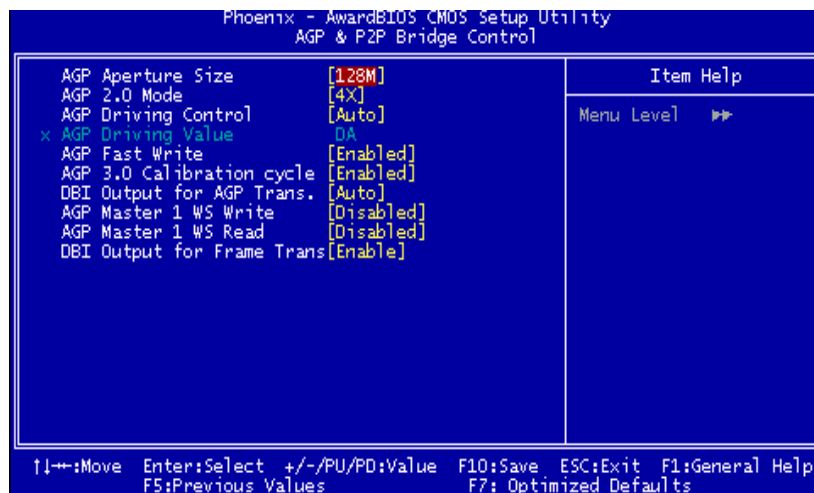 Phoenix - AwardBIOS CMOS Setup Utility
AGP & P2P Bridge Control
AGP Aperture Size [128M]
AGP 2.0 Mode [4X]
AGP Driving Control [Auto]
x AGP Driving Value DA
AGP Fast Write [Enabled]
AGP 3.0 Calibration cycle [Enabled]
DBI Output for AGP Trans. [Auto]
AGP Master 1 WS Write [Disabled]
AGP Master 1 WS Read [Disabled]
DBI Output for Frame Trans[Enable]
Item Help
Menu Level ▶▶
↑↓→←:Move Enter:Select +/-/PU/PD:Value F10:Save ESC:Exit F1:General Help
F5:Previous Values F7: Optimized Defaults